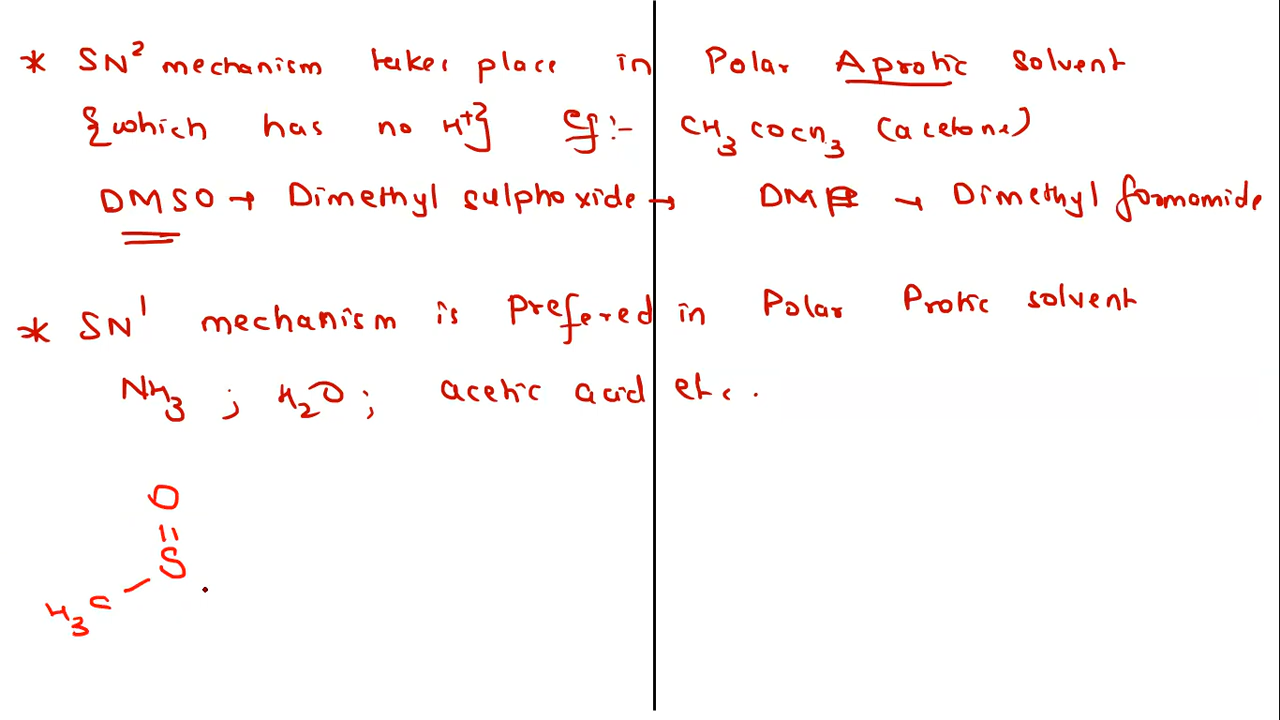 * SN² mechanism takes place in Polar Aprotic solvent
{which has no H⁺} eg:- CH₃COCH₃ (acetone)
DMSO → Dimethyl sulphoxide → DMF → Dimethyl formamide
* SN¹ mechanism is prefered in Polar Protic solvent
NH₃ ; H₂O ; acetic acid etc.
O
S
H₃C